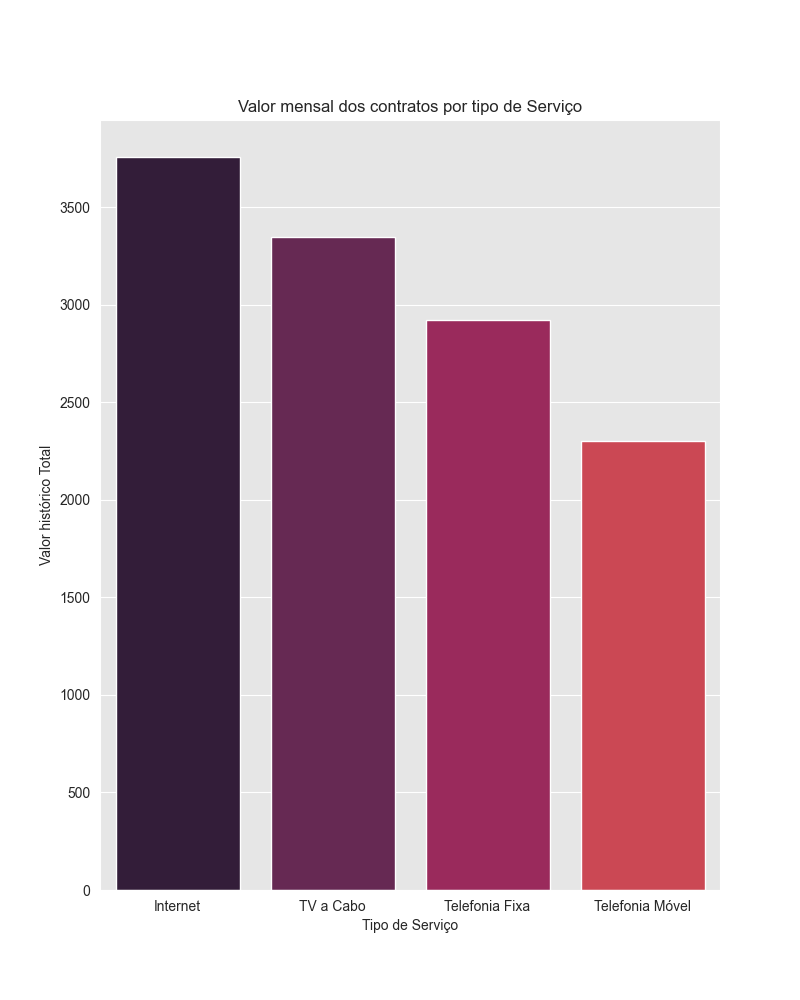 Valor mensal dos contratos por tipo de Serviço
3500
3000
2500
2000
1500
1000
500
0
Valor histórico Total
Internet TV a Cabo Telefonia Fixa Telefonia Móvel
Tipo de Serviço